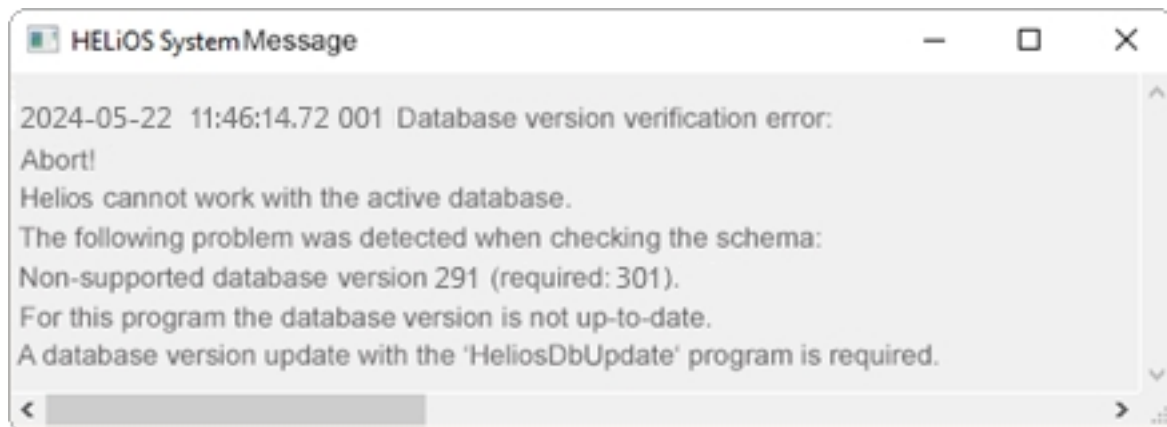 HELiOS System Message
2024-05-22 11:46:14.72 001 Database version verification error:
Abort!
Helios cannot work with the active database.
The following problem was detected when checking the schema:
Non-supported database version 291 (required: 301).
For this program the database version is not up-to-date.
A database version update with the ‘HeliosDbUpdate‘ program is required.